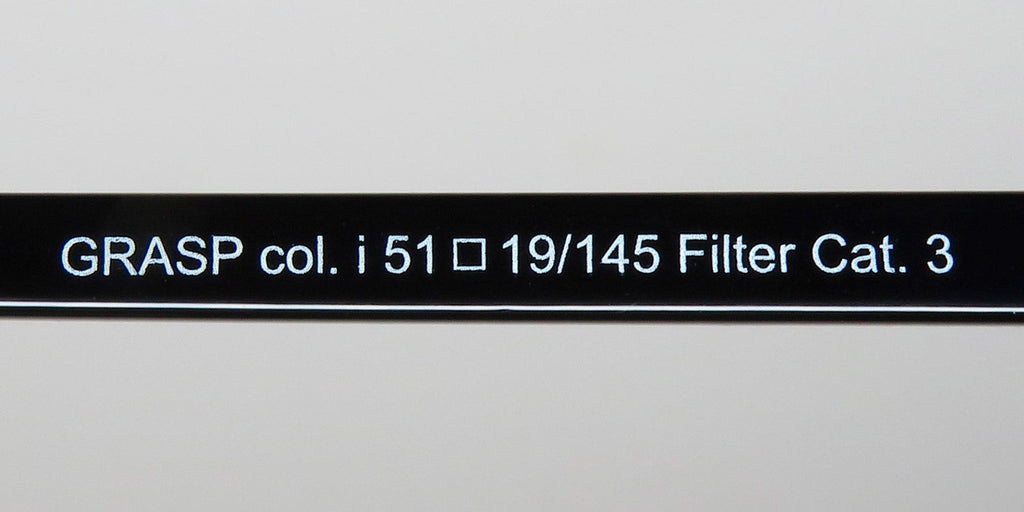 GRASP col. i 51 □ 19/145 Filter Cat. 3